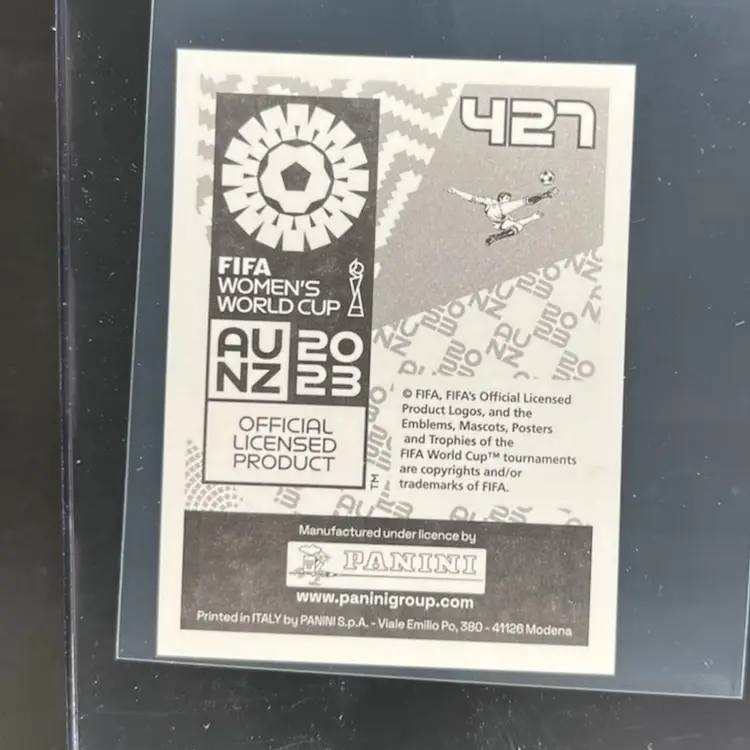 427
FIFA
WOMEN'S
WORLD CUP
AU 20
NZ 23
OFFICIAL
LICENSED
PRODUCT
TM
© FIFA, FIFA's Official Licensed
Product Logos, and the
Emblems, Mascots, Posters
and Trophies of the
FIFA World Cup™ tournaments
are copyrights and/or
trademarks of FIFA.
Manufactured under licence by
PANINI
www.paninigroup.com
Printed in ITALY by PANINI S.p.A. - Viale Emilio Po, 380 - 41126 Modena